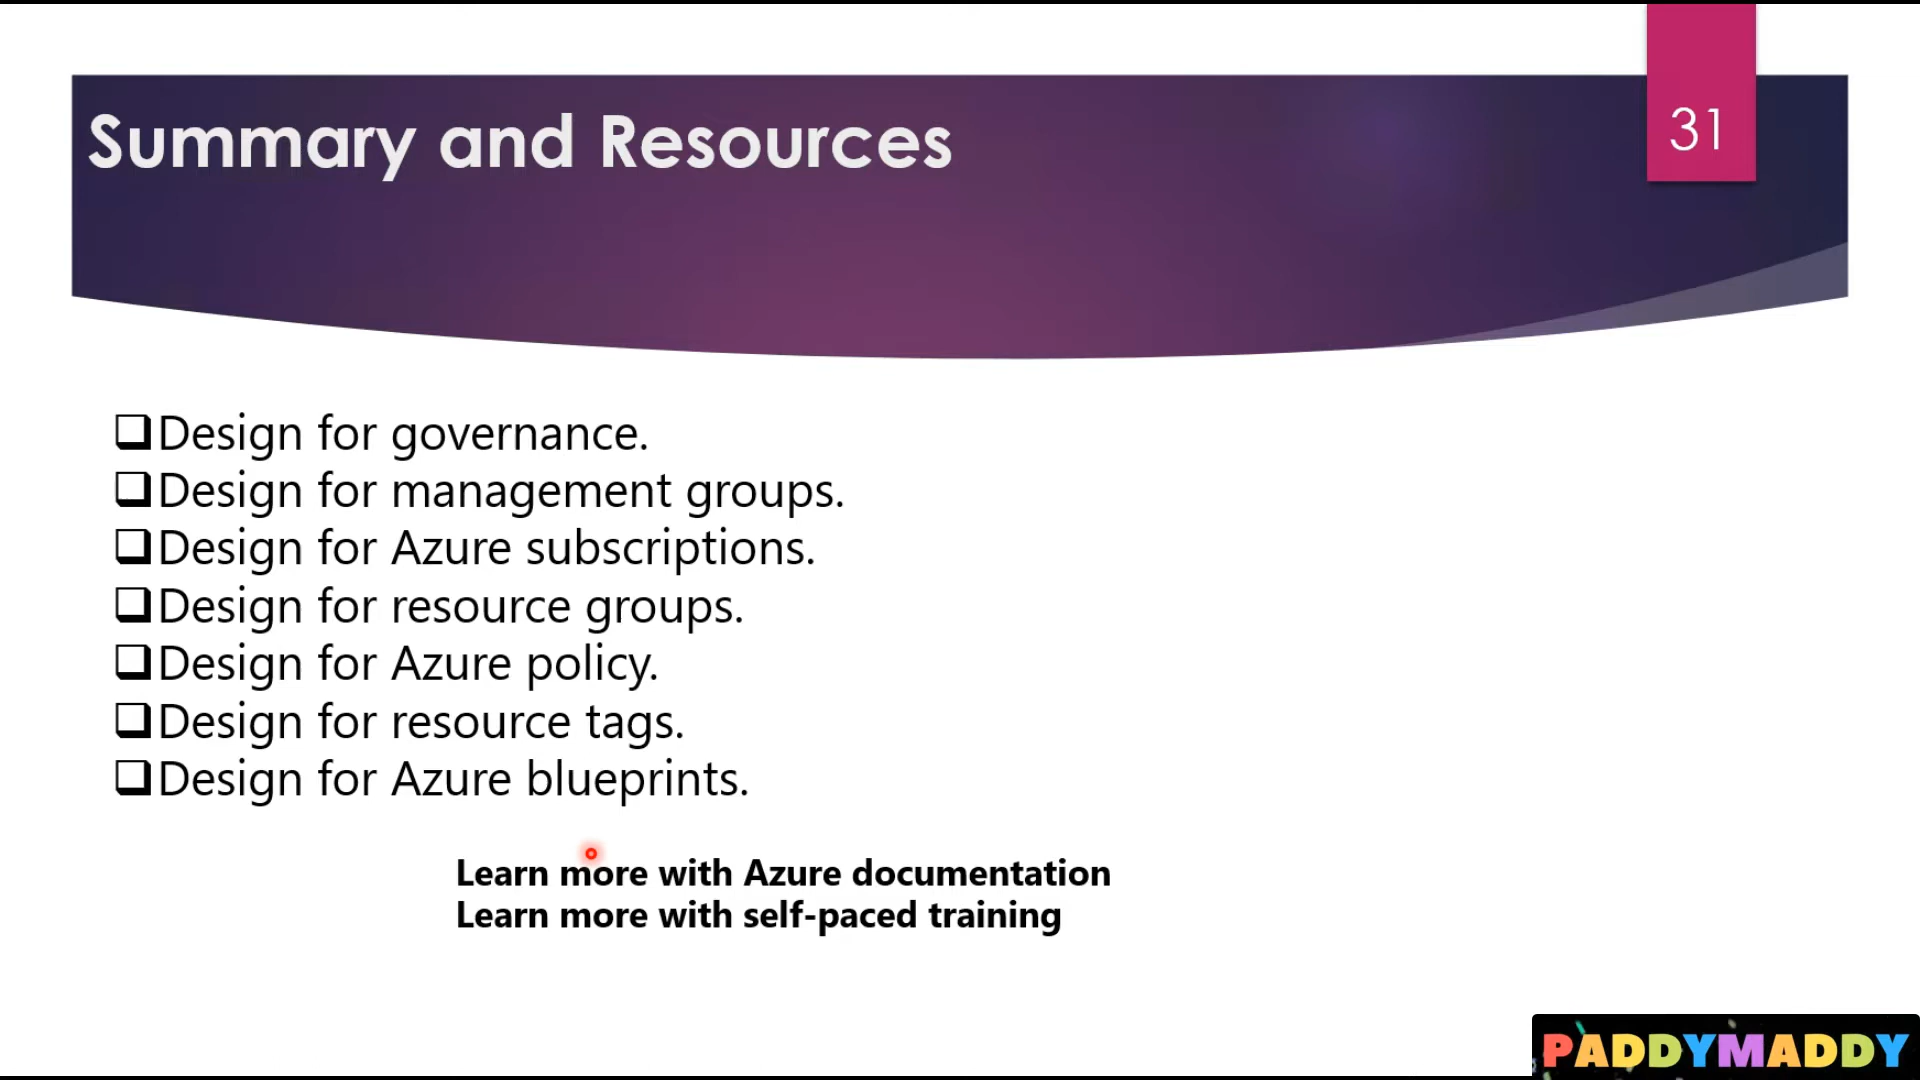 Summary and Resources
31
Design for governance.
Design for management groups.
Design for Azure subscriptions.
Design for resource groups.
Design for Azure policy.
Design for resource tags.
Design for Azure blueprints.
Learn more with Azure documentation
Learn more with self-paced training
PADDYMADDY